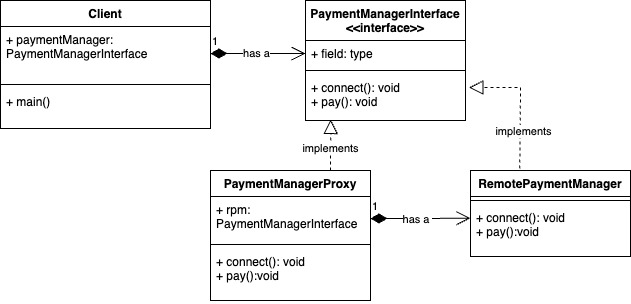 Client
+ paymentManager:
PaymentManagerInterface
+ main()
1
has a
PaymentManagerInterface
<<interface>>
+ field: type
+ connect(): void
+ pay(): void
implements
implements
PaymentManagerProxy
+ rpm:
PaymentManagerInterface
+ connect(): void
+ pay():void
1
has a
RemotePaymentManager
+ connect(): void
+ pay():void